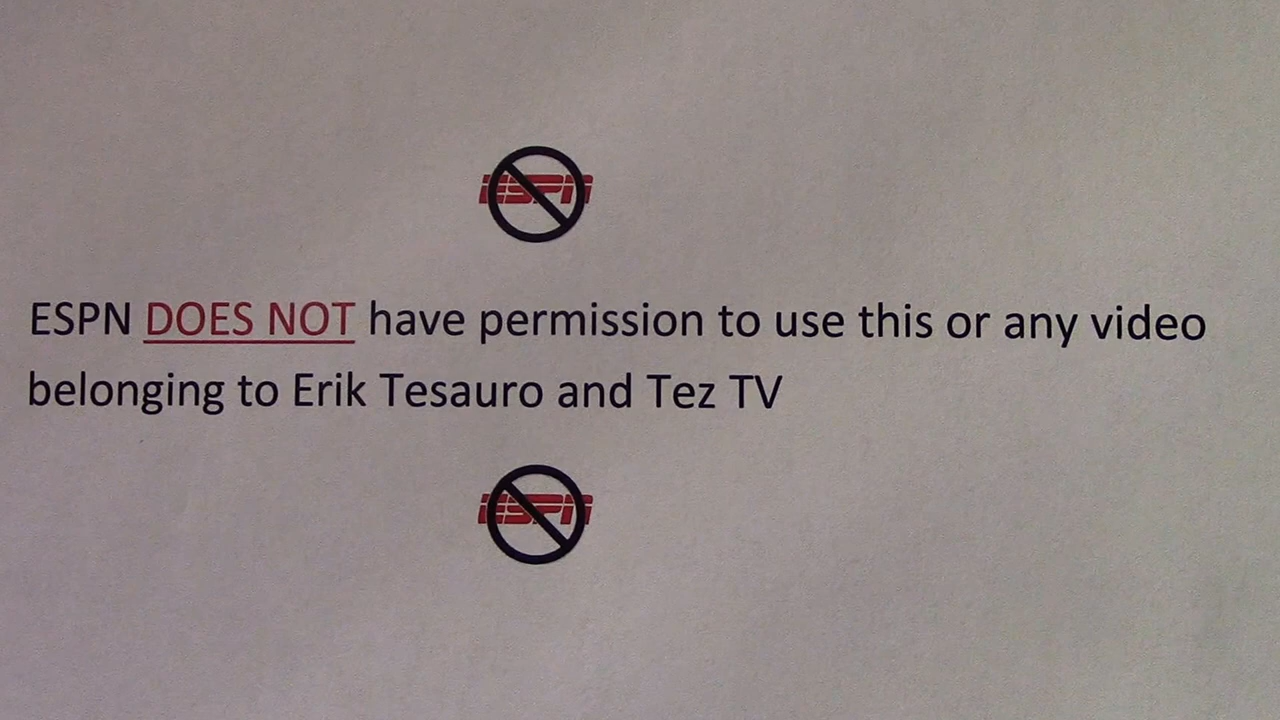 ESPN
ESPN DOES NOT have permission to use this or any video
belonging to Erik Tesauro and Tez TV
ESPN